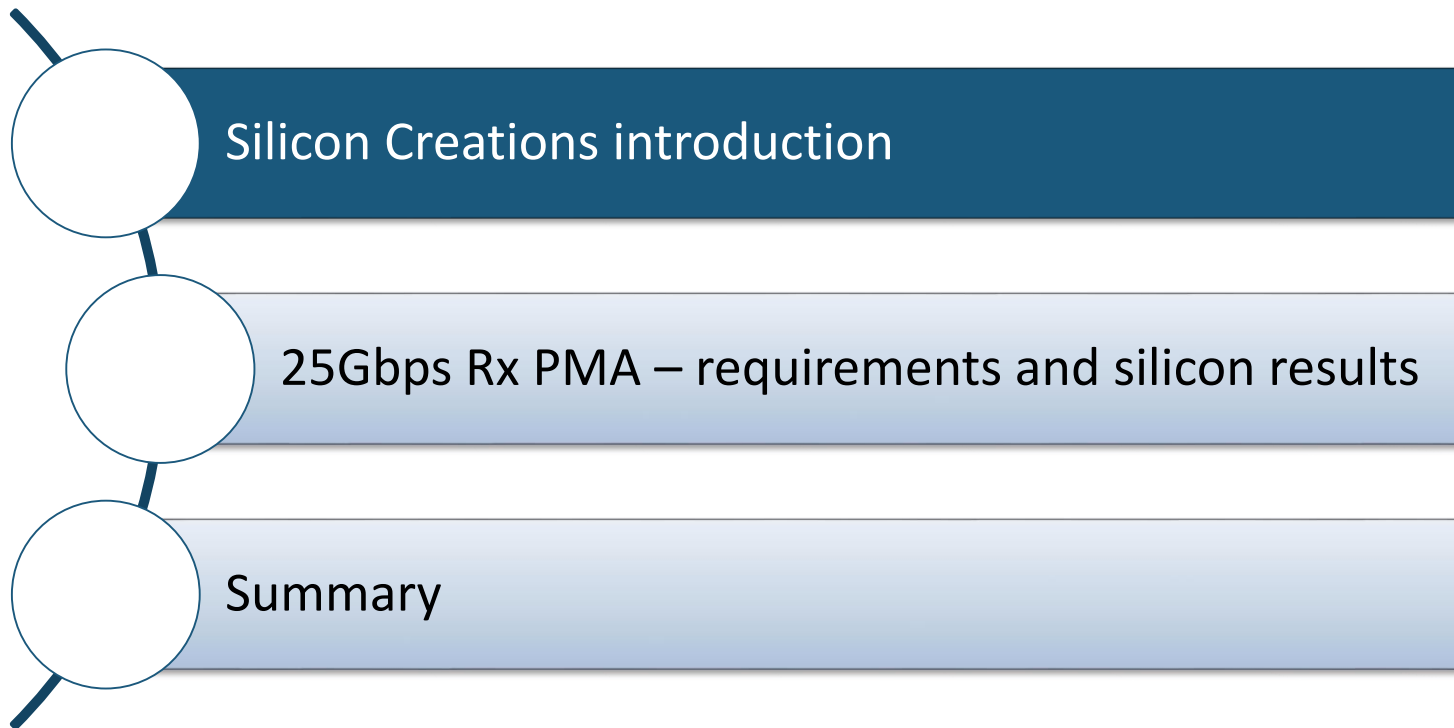 Silicon Creations introduction
25Gbps Rx PMA – requirements and silicon results
Summary